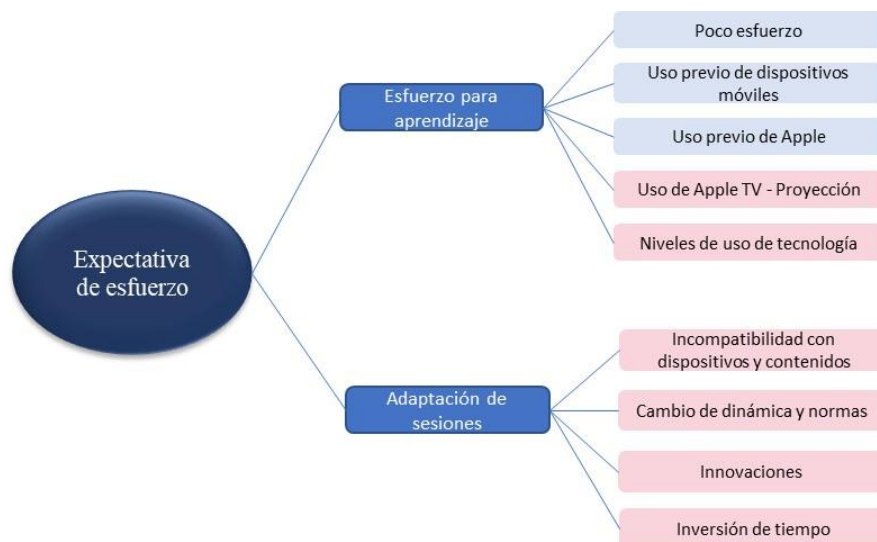 Expectativa
de esfuerzo
Esfuerzo para
aprendizaje
Poco esfuerzo
Uso previo de dispositivos
móviles
Uso previo de Apple
Uso de Apple TV - Proyección
Niveles de uso de tecnología
Adaptación de
sesiones
Incompatibilidad con
dispositivos y contenidos
Cambio de dinámica y normas
Innovaciones
Inversión de tiempo